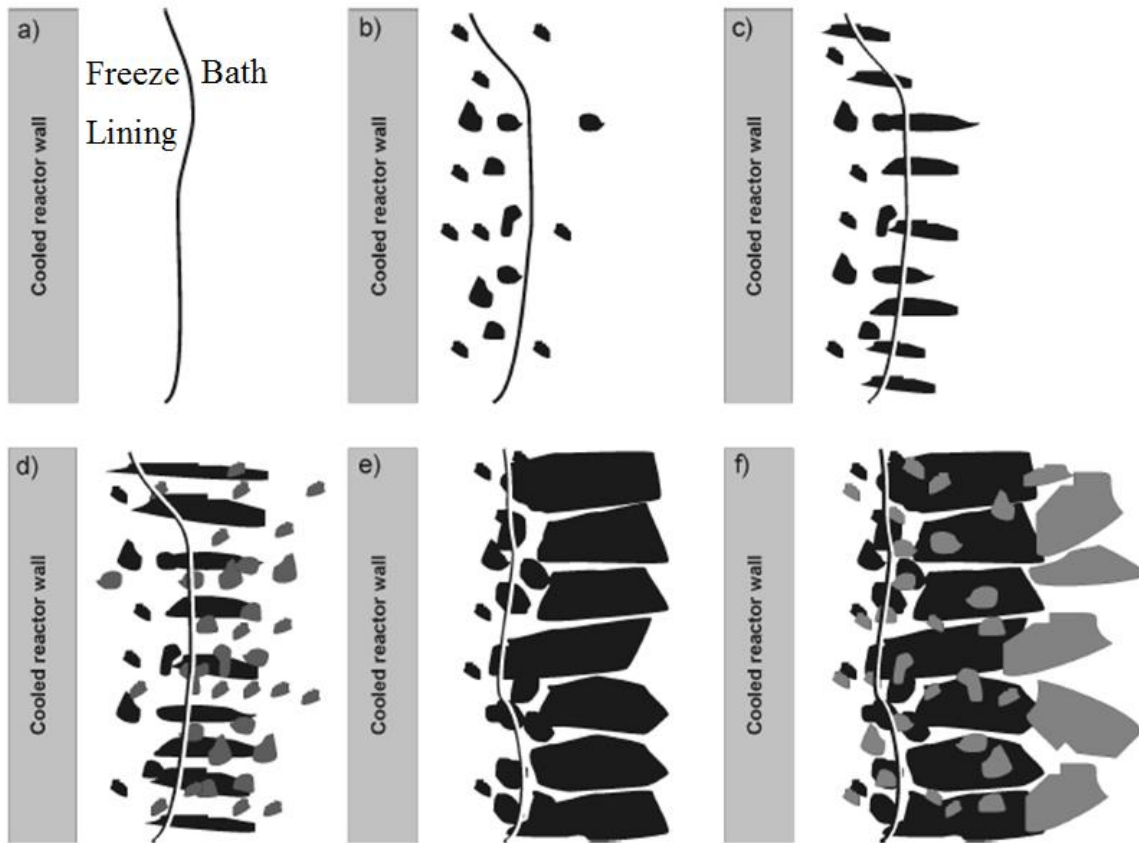 a)
Freeze Bath
Lining
Cooled reactor wall
b)
Cooled reactor wall
c)
Cooled reactor wall
d)
Cooled reactor wall
e)
Cooled reactor wall
f)
Cooled reactor wall